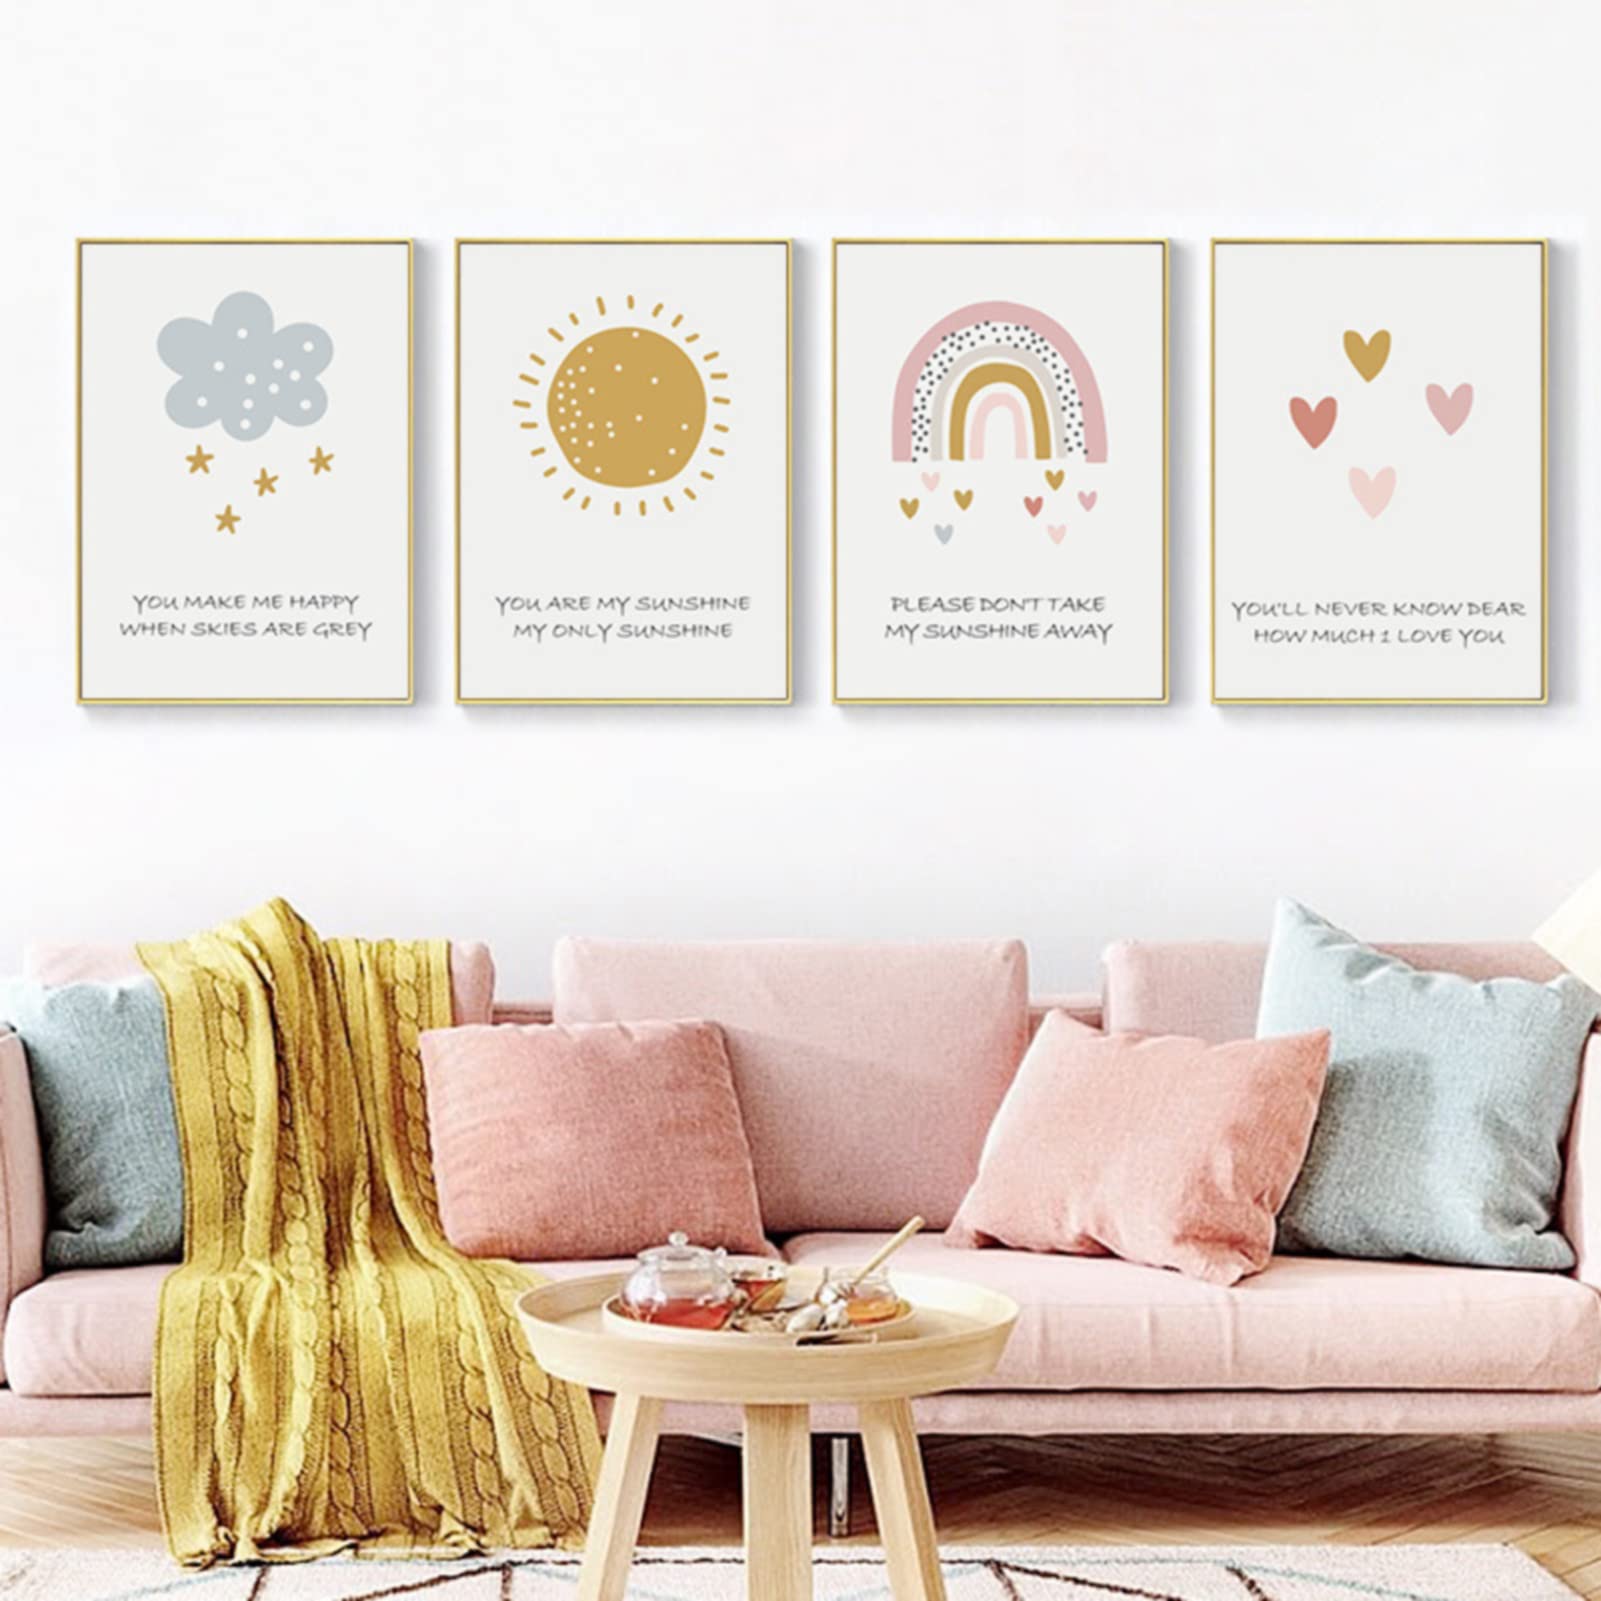 YOU MAKE ME HAPPY
WHEN SKIES ARE GREY
YOU ARE MY SUNSHINE
MY ONLY SUNSHINE
PLEASE DON'T TAKE
MY SUNSHINE AWAY
YOU'LL NEVER KNOW DEAR
HOW MUCH 1 LOVE YOU